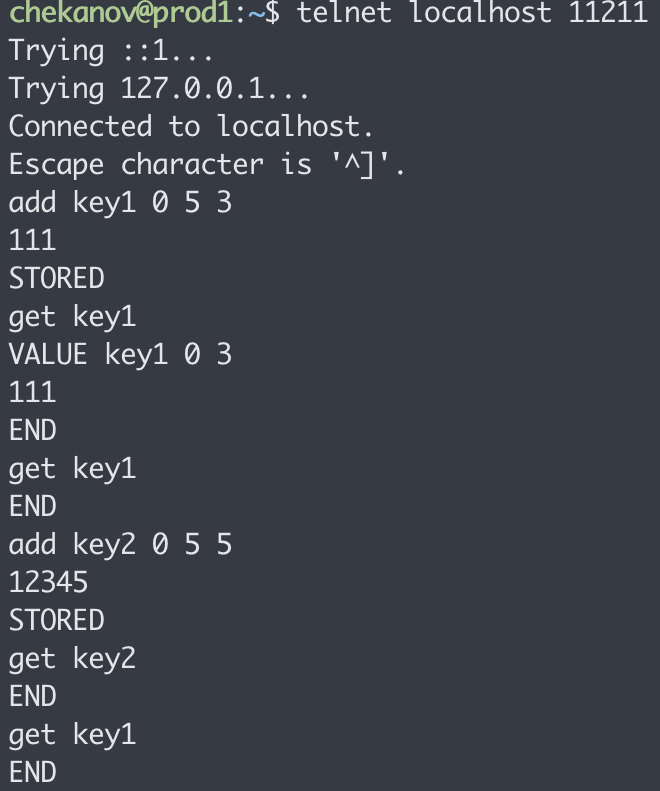 chekanov@prod1:~$ telnet localhost 11211
Trying ::1...
Trying 127.0.0.1...
Connected to localhost.
Escape character is '^]'.
add key1 0 5 3
111
STORED
get key1
VALUE key1 0 3
111
END
get key1
END
add key2 0 5 5
12345
STORED
get key2
END
get key1
END